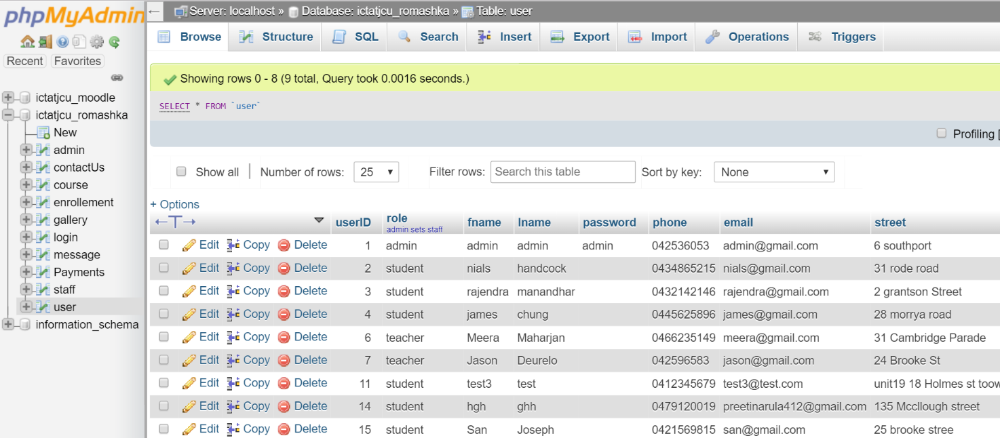 phpMyAdmin
Server: localhost » Database: ictatjcu_romashka » Table: user
Browse Structure SQL Search Insert Export Import Operations Triggers
Recent Favorites
ictatjcu_moodle
ictatjcu_romashka
New
admin
contactUs
course
enrollement
gallery
login
message
Payments
staff
user
information_schema
Showing rows 0 - 8 (9 total, Query took 0.0016 seconds.)
SELECT * FROM `user`
Profiling [
Show all | Number of rows: 25 Filter rows: Search this table Sort by key: None
+ Options
userID role fname lname password phone email street
admin sets staff
Edit Copy Delete 1 admin admin admin admin 042536053 admin@gmail.com 6 southport
Edit Copy Delete 2 student nials handcock 0434865215 nials@gmail.com 31 rode road
Edit Copy Delete 3 student rajendra manandhar 0432142146 rajendra@gmail.com 2 grantson Street
Edit Copy Delete 4 student james chung 0445625896 james@gmail.com 28 morrya road
Edit Copy Delete 6 teacher Meera Maharjan 0466235149 meera@gmail.com 31 Cambridge Parade
Edit Copy Delete 7 teacher Jason Deurelo 042596583 jason@gmail.com 24 Brooke St
Edit Copy Delete 11 student test3 test 0412345679 test3@test.com unit19 18 Holmes st toow
Edit Copy Delete 14 student hgh ghh 0479120019 preetinarula412@gmail.com 135 Mccllough street
Edit Copy Delete 15 student San Joseph 0421569815 san@gmail.com 25 brooke stree